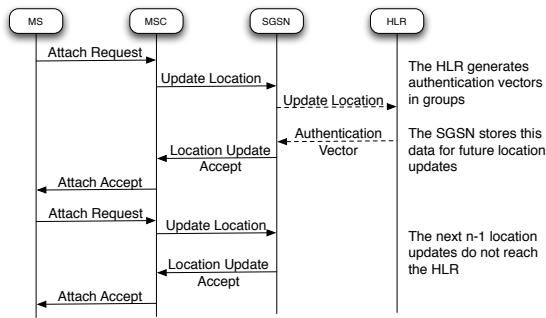 MS
MSC
SGSN
HLR
Attach Request
Update Location
Update Location
The HLR generates
authentication vectors
in groups
Authentication
Vector
The SGSN stores this
data for future location
updates
Location Update
Accept
Attach Accept
Attach Request
Update Location
The next n-1 location
updates do not reach
the HLR
Location Update
Accept
Attach Accept